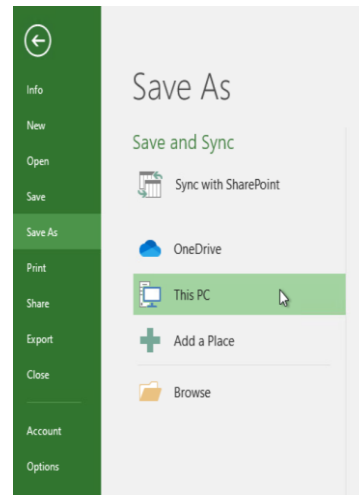 Info
New
Open
Save
Save As
Print
Share
Export
Close
Account
Options
Save As
Save and Sync
Sync with SharePoint
OneDrive
This PC
Add a Place
Browse